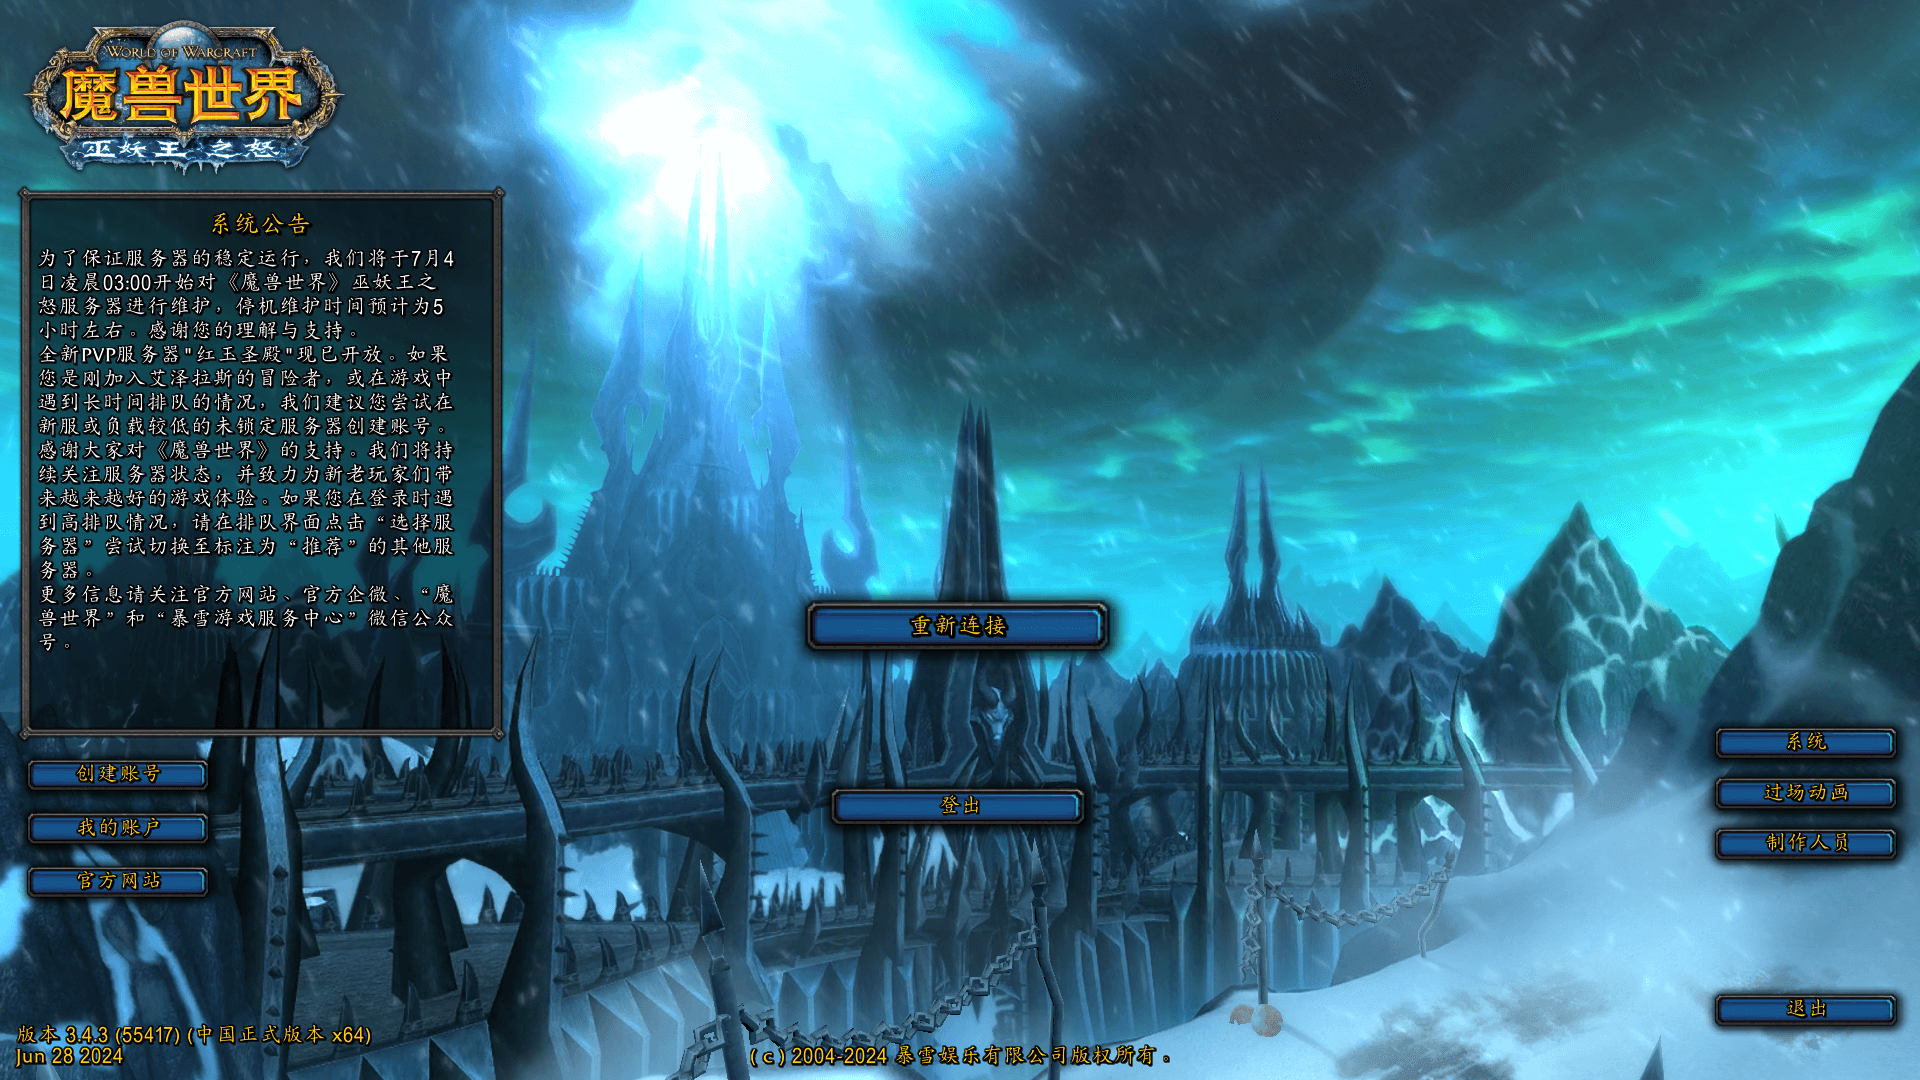 WORLD OF WARCRAFT
魔兽世界
巫妖王之怒
系统公告
为了保证服务器的稳定运行，我们将于7月4
日凌晨03:00开始对《魔兽世界》巫妖王之
怒服务器进行维护，停机维护时间预计为5
小时左右。感谢您的理解与支持。
全新PVP服务器"红玉圣殿"现已开放。如果
您是刚加入艾泽拉斯的冒险者，或在游戏中
遇到长时间排队的情况，我们建议您尝试在
新服或负载较低的未锁定服务器创建账号。
感谢大家对《魔兽世界》的支持。我们将持
续关注服务器状态，并致力为新老玩家们带
来越来越好的游戏体验。如果您在登录时遇
到高排队情况，请在排队界面点击“选择服
务器”尝试切换至标注为“推荐”的其他服
务器。
更多信息请关注官方网站、官方企微、“魔
兽世界”和“暴雪游戏服务中心”微信公众
号。
重新连接
登出
创建账号
我的账户
官方网站
系统
过场动画
制作人员
退出
版本 3.4.3 (55417) (中国正式版本 x64)
Jun 28 2024
(c) 2004-2024 暴雪娱乐有限公司版权所有。